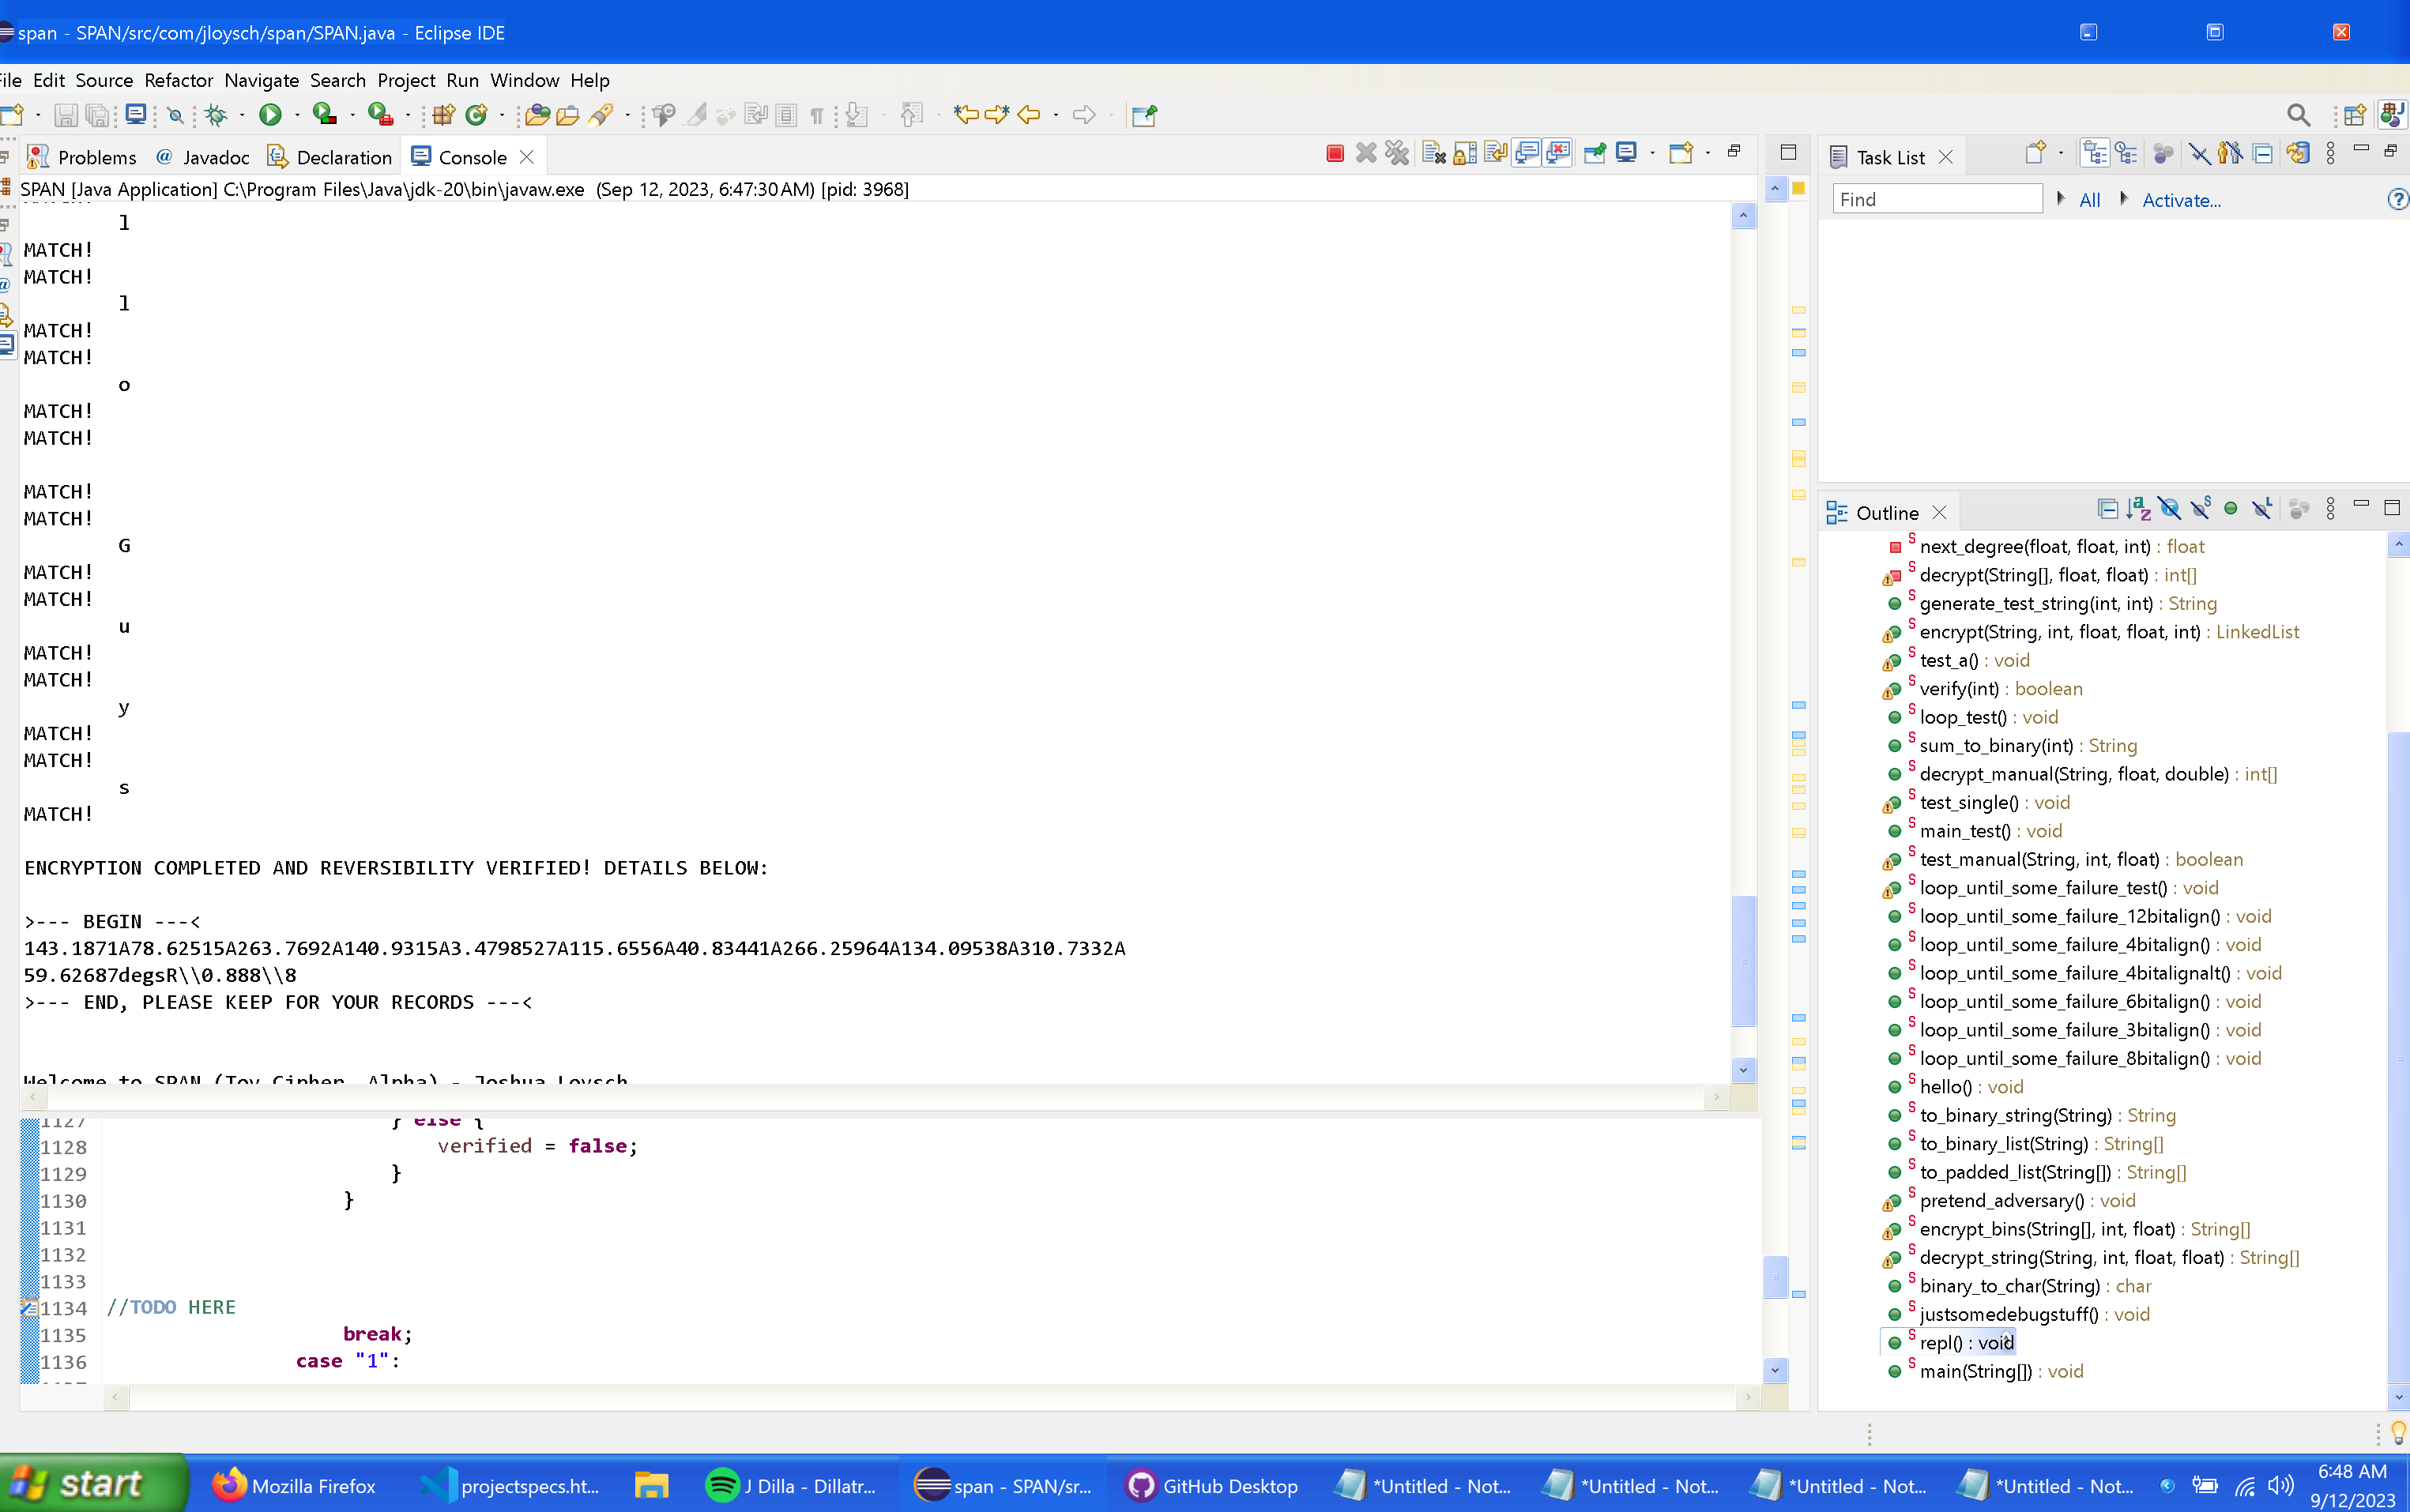 span - SPAN/src/com/jloysch/span/SPAN.java - Eclipse IDE
File Edit Source Refactor Navigate Search Project Run Window Help
Problems @ Javadoc Declaration Console
SPAN [Java Application] C:\Program Files\Java\jdk-20\bin\javaw.exe (Sep 12, 2023, 6:47:30 AM) [pid: 3968]
MATCH!
l
MATCH!
MATCH!
l
MATCH!
MATCH!
o
MATCH!
MATCH!
MATCH!
MATCH!
G
MATCH!
MATCH!
u
MATCH!
MATCH!
y
MATCH!
MATCH!
s
MATCH!
ENCRYPTION COMPLETED AND REVERSIBILITY VERIFIED! DETAILS BELOW:
>--- BEGIN ---<
143.1871A78.62515A263.7692A140.9315A3.4798527A115.6556A40.83441A266.25964A134.09538A310.7332A
59.62687degsR\\0.888\\8
>--- END, PLEASE KEEP FOR YOUR RECORDS ---<
Welcome to SPAN (Toy Cipher, Alpha) - Joshua Loysch
1127 } else {
1128 verified = false;
1129 }
1130 }
1131
1132
1133
1134 //TODO HERE
1135 break;
1136 case "1":
Task List
Find All Activate...
Outline
next_degree(float, float, int) : float
decrypt(String[], float, float) : int[]
generate_test_string(int, int) : String
encrypt(String, int, float, float, int) : LinkedList
test_a() : void
verify(int) : boolean
loop_test() : void
sum_to_binary(int) : String
decrypt_manual(String, float, double) : int[]
test_single() : void
main_test() : void
test_manual(String, int, float) : boolean
loop_until_some_failure_test() : void
loop_until_some_failure_12bitalign() : void
loop_until_some_failure_4bitalign() : void
loop_until_some_failure_4bitalignalt() : void
loop_until_some_failure_6bitalign() : void
loop_until_some_failure_3bitalign() : void
loop_until_some_failure_8bitalign() : void
hello() : void
to_binary_string(String) : String
to_binary_list(String) : String[]
to_padded_list(String[]) : String[]
pretend_adversary() : void
encrypt_bins(String[], int, float) : String[]
decrypt_string(String, int, float, float) : String[]
binary_to_char(String) : char
justsomedebugstuff() : void
repl() : void
main(String[]) : void
start Mozilla Firefox projectspecs.ht... J Dilla - Dillatr... span - SPAN/sr... GitHub Desktop *Untitled - Not... *Untitled - Not... *Untitled - Not... *Untitled - Not... 6:48 AM
9/12/2023